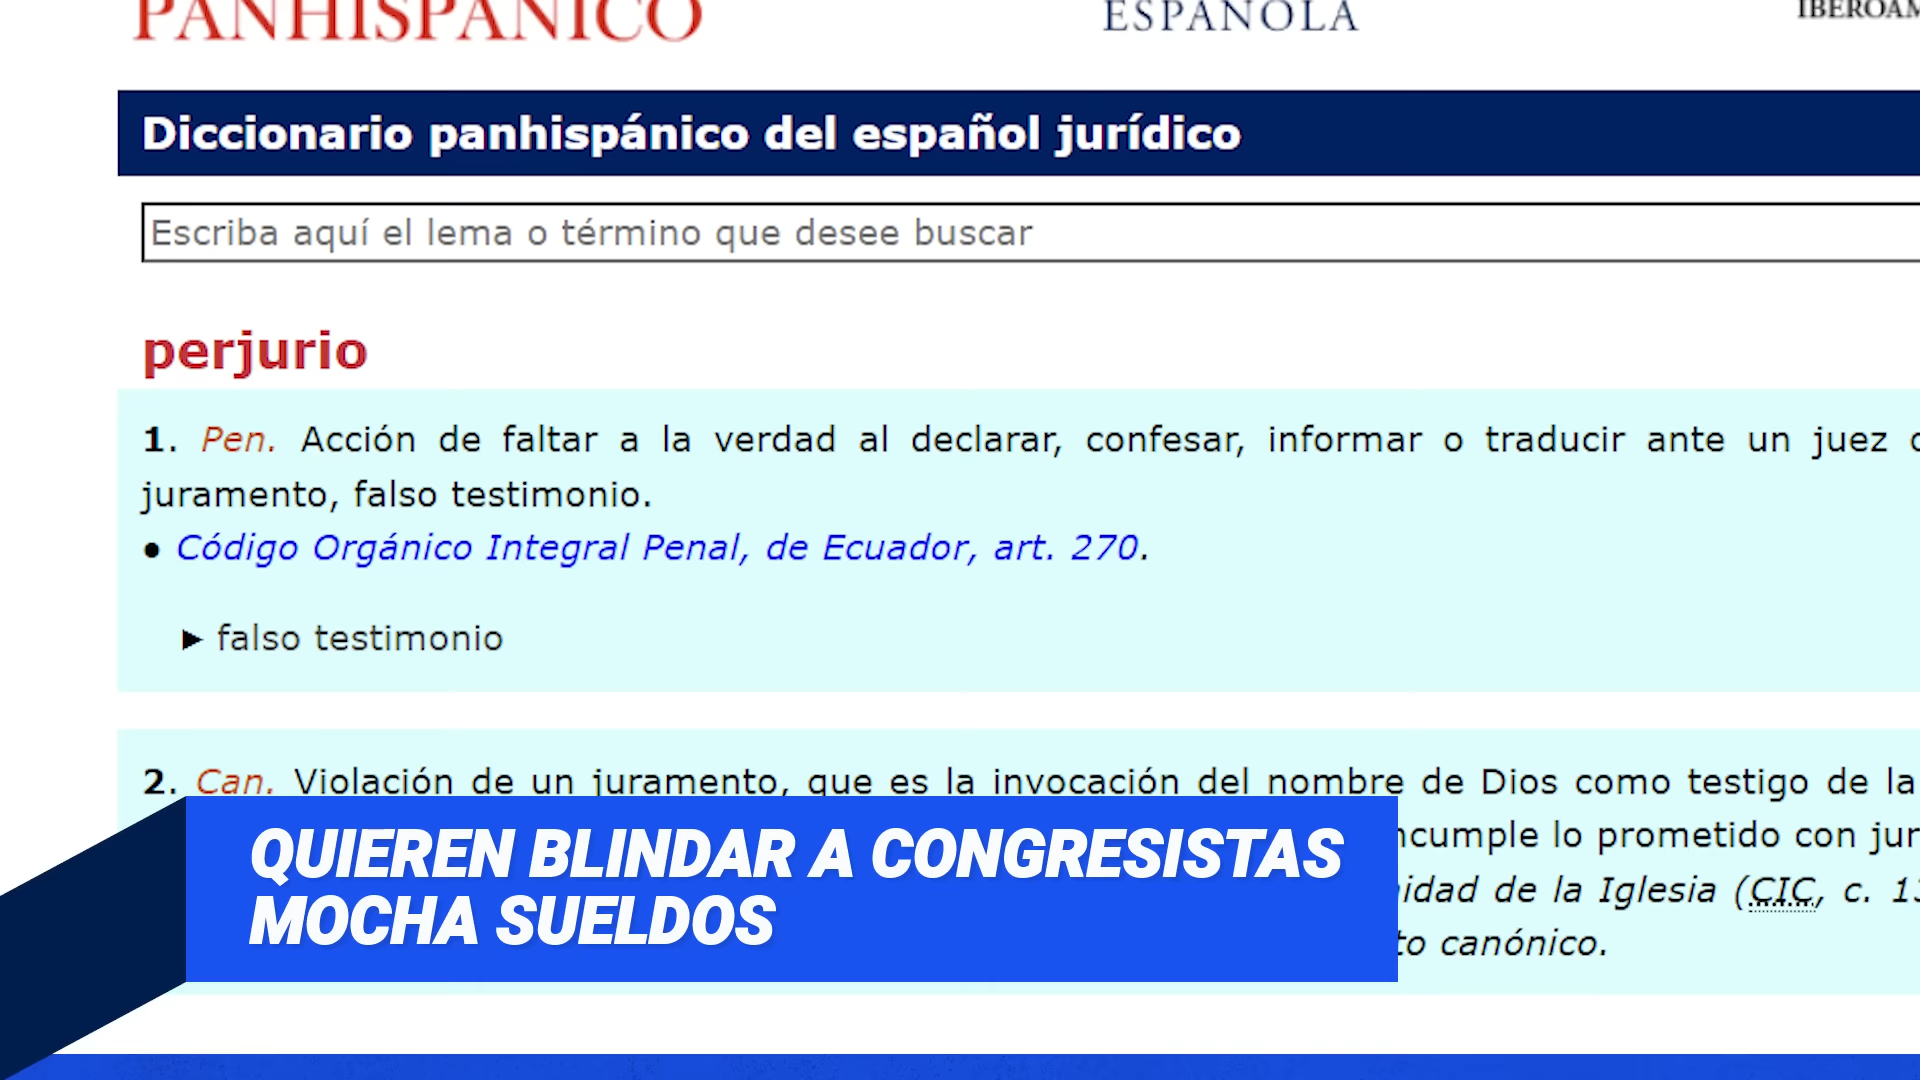 PANHISPÁNICO
ESPAÑOLA
Diccionario panhispánico del español jurídico
Escriba aquí el lema o término que desee buscar
perjurio
1. Pen. Acción de faltar a la verdad al declarar, confesar, informar o traducir ante un juez
juramento, falso testimonio.
● Código Orgánico Integral Penal, de Ecuador, art. 270.
► falso testimonio
2. Can. Violación de un juramento, que es la invocación del nombre de Dios como testigo de la
QUIEREN BLINDAR A CONGRESISTAS
MOCHA SUELDOS
ncumple lo prometido con jur
idad de la Iglesia (CIC, c. 13
to canónico.